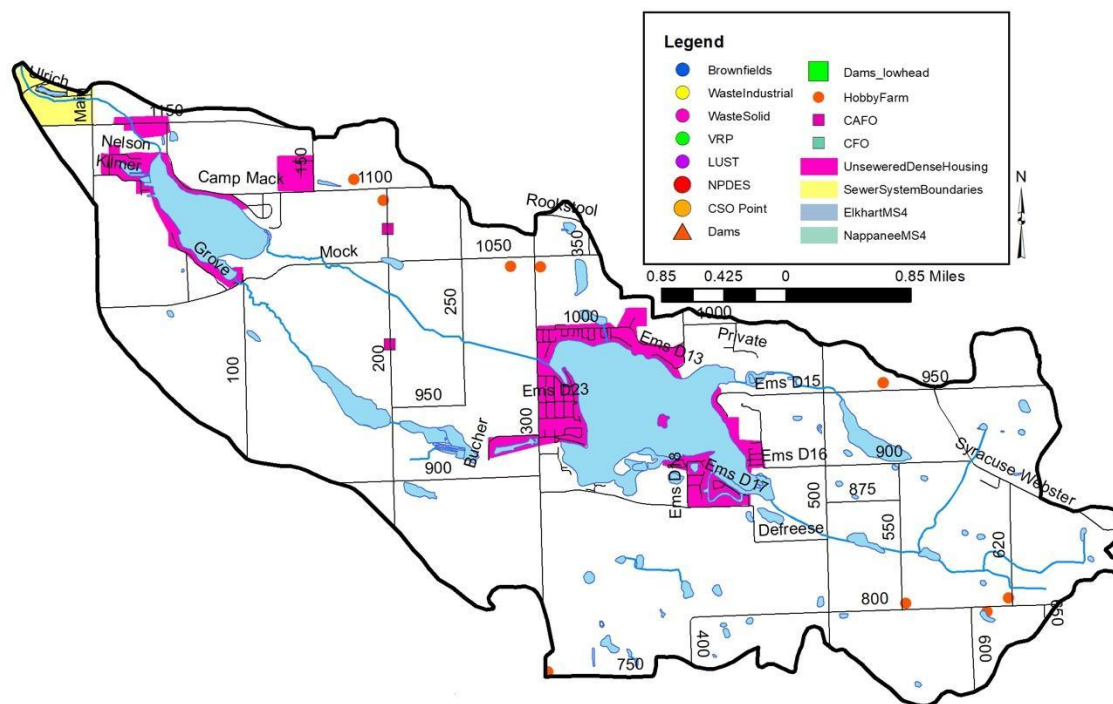 Legend
Brownfields
WasteIndustrial
WasteSolid
VRP
LUST
NPDES
CSO Point
Dams
Dams_lowhead
HobbyFarm
CAFO
CFO
UnseweredDenseHousing
SewerSystemBoundaries
ElkhartMS4
NappaneeMS4
N
0.85 0.425 0 0.85 Miles
Ulrich
Main
1150
Nelson
Kilmer
150
Camp Mack
1100
Rookstool
350
Mock
1050
Grove
250
1000
1000
Private
Ems D13
100
200
950
Ems D23
Ems D15
950
300
Bucher
900
Ems D18
Ems D17
Ems D16
900
Syracuse-Webster
500
875
550
Defreese
620
800
400
600
650
750